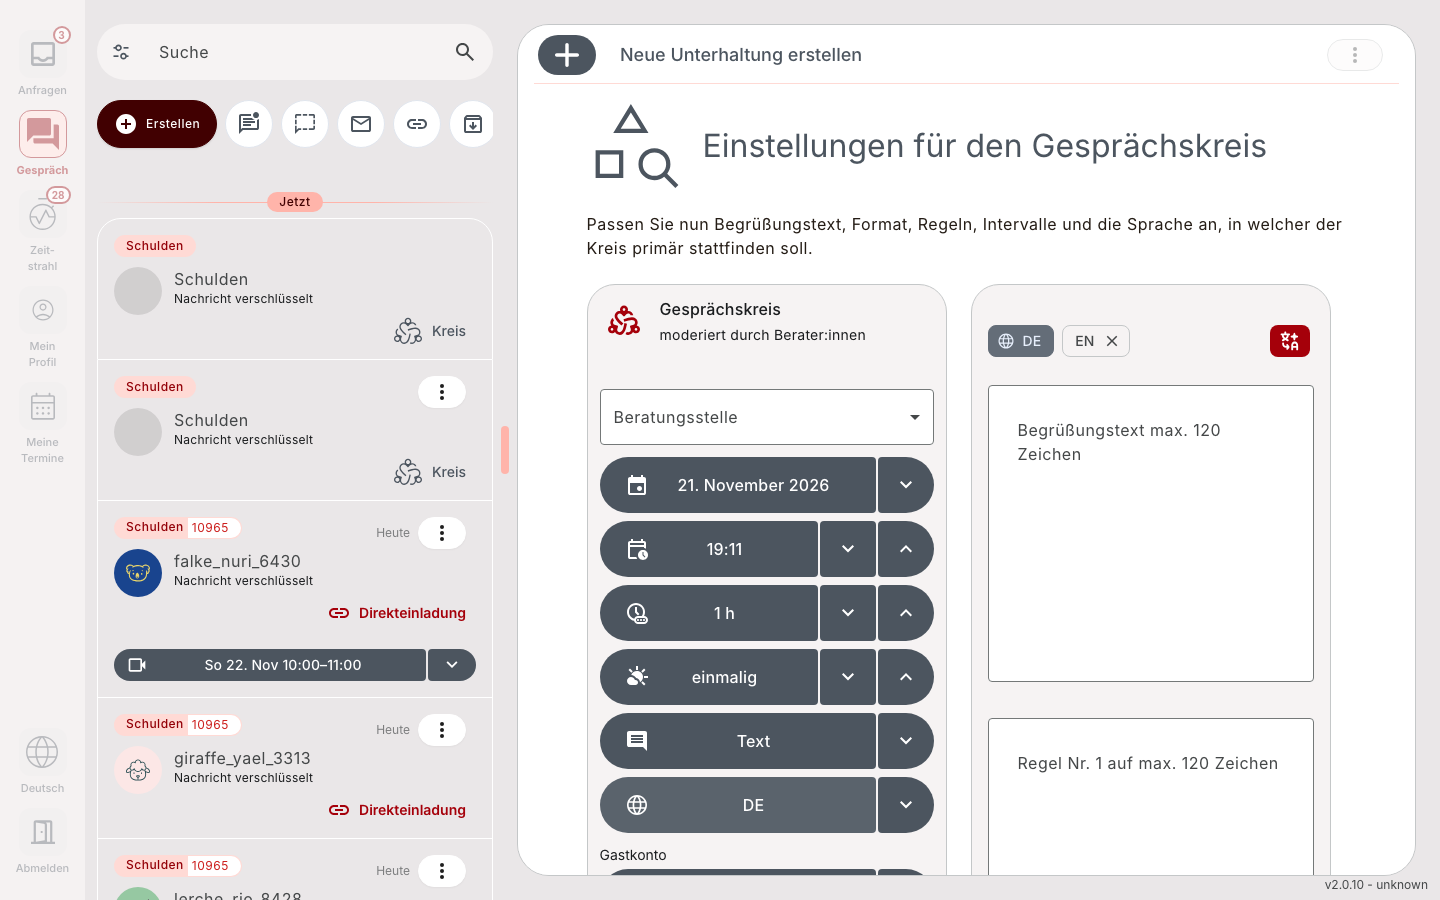 3
Anfragen
Gespräch
28
Zeit-
strahl
Mein
Profil
Meine
Termine
Deutsch
Abmelden
Suche
Erstellen
Jetzt
Schulden
Schulden
Nachricht verschlüsselt
Kreis
Schulden
Schulden
Nachricht verschlüsselt
Kreis
Schulden 10965
Heute
falke_nuri_6430
Nachricht verschlüsselt
Direkteinladung
So 22. Nov 10:00–11:00
Schulden 10965
Heute
giraffe_yael_3313
Nachricht verschlüsselt
Direkteinladung
Schulden 10965
Heute
lerche_rio_8428
Neue Unterhaltung erstellen
Einstellungen für den Gesprächskreis
Passen Sie nun Begrüßungstext, Format, Regeln, Intervalle und die Sprache an, in welcher der
Kreis primär stattfinden soll.
Gesprächskreis
moderiert durch Berater:innen
Beratungsstelle
21. November 2026
19:11
1 h
einmalig
Text
DE
Gastkonto
DE
EN
Begrüßungstext max. 120
Zeichen
Regel Nr. 1 auf max. 120 Zeichen
v2.0.10 - unknown